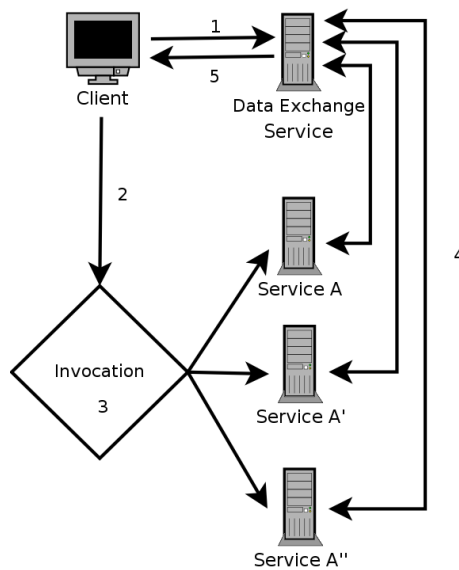 1
5
Client
Data Exchange
Service
2
4
Service A
Invocation
3
Service A'
Service A''